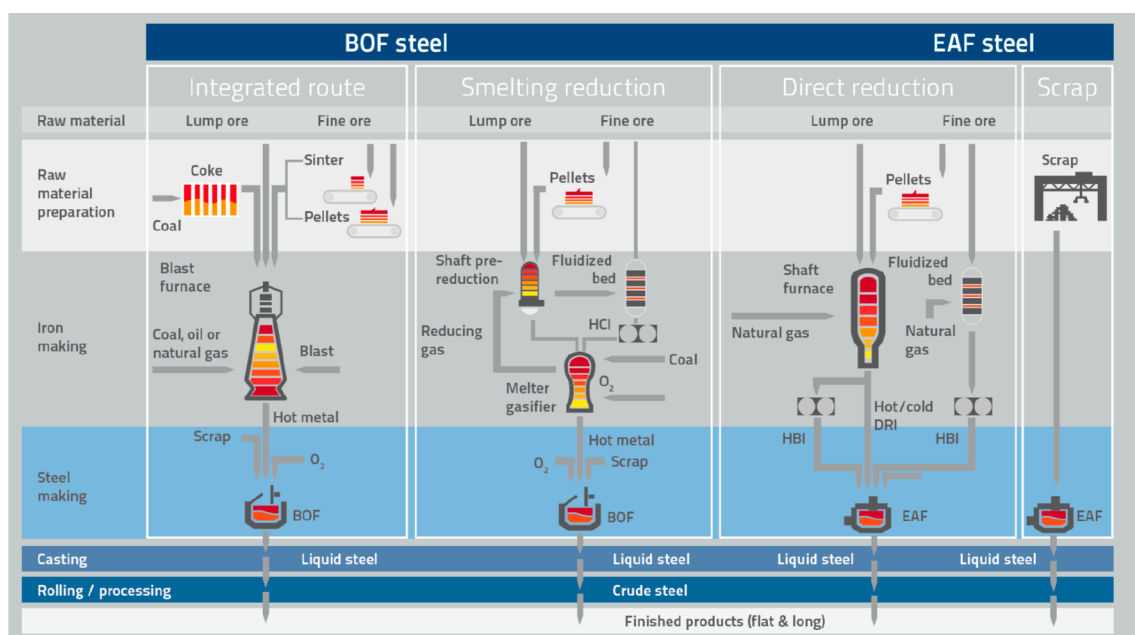 BOF steel
EAF steel
Integrated route
Smelting reduction
Direct reduction
Scrap
Raw material
Lump ore
Fine ore
Lump ore
Fine ore
Lump ore
Fine ore
Raw
material
preparation
Coke
Coal
Sinter
Pellets
Pellets
Pellets
Scrap
Iron
making
Blast
furnace
Coal, oil or
natural gas
Blast
Hot metal
Shaft pre-
reduction
Fluidized
bed
Reducing
gas
HCI
Coal
O2
Melter
gasifier
Hot metal
Shaft
furnace
Fluidized
bed
Natural gas
Natural
gas
Hot/cold
DRI
HBI
HBI
Steel
making
Scrap
O2
BOF
O2
Scrap
BOF
EAF
EAF
Casting
Liquid steel
Liquid steel
Liquid steel
Liquid steel
Rolling / processing
Crude steel
Finished products (flat & long)